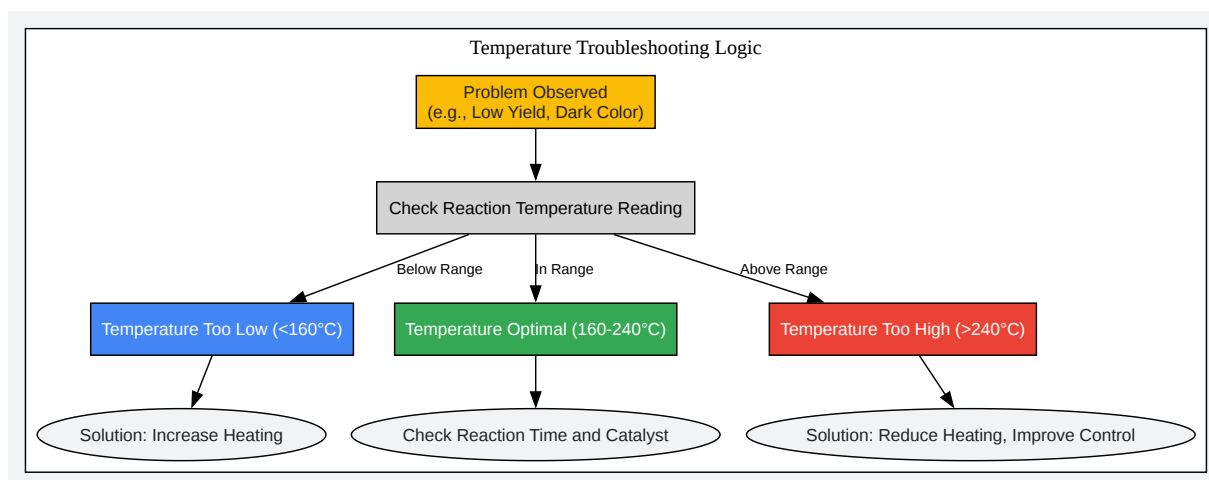 Temperature Troubleshooting Logic
Problem Observed
(e.g., Low Yield, Dark Color)
Check Reaction Temperature Reading
Below Range
In Range
Above Range
Temperature Too Low (<160°C)
Temperature Optimal (160-240°C)
Temperature Too High (>240°C)
Solution: Increase Heating
Check Reaction Time and Catalyst
Solution: Reduce Heating, Improve Control